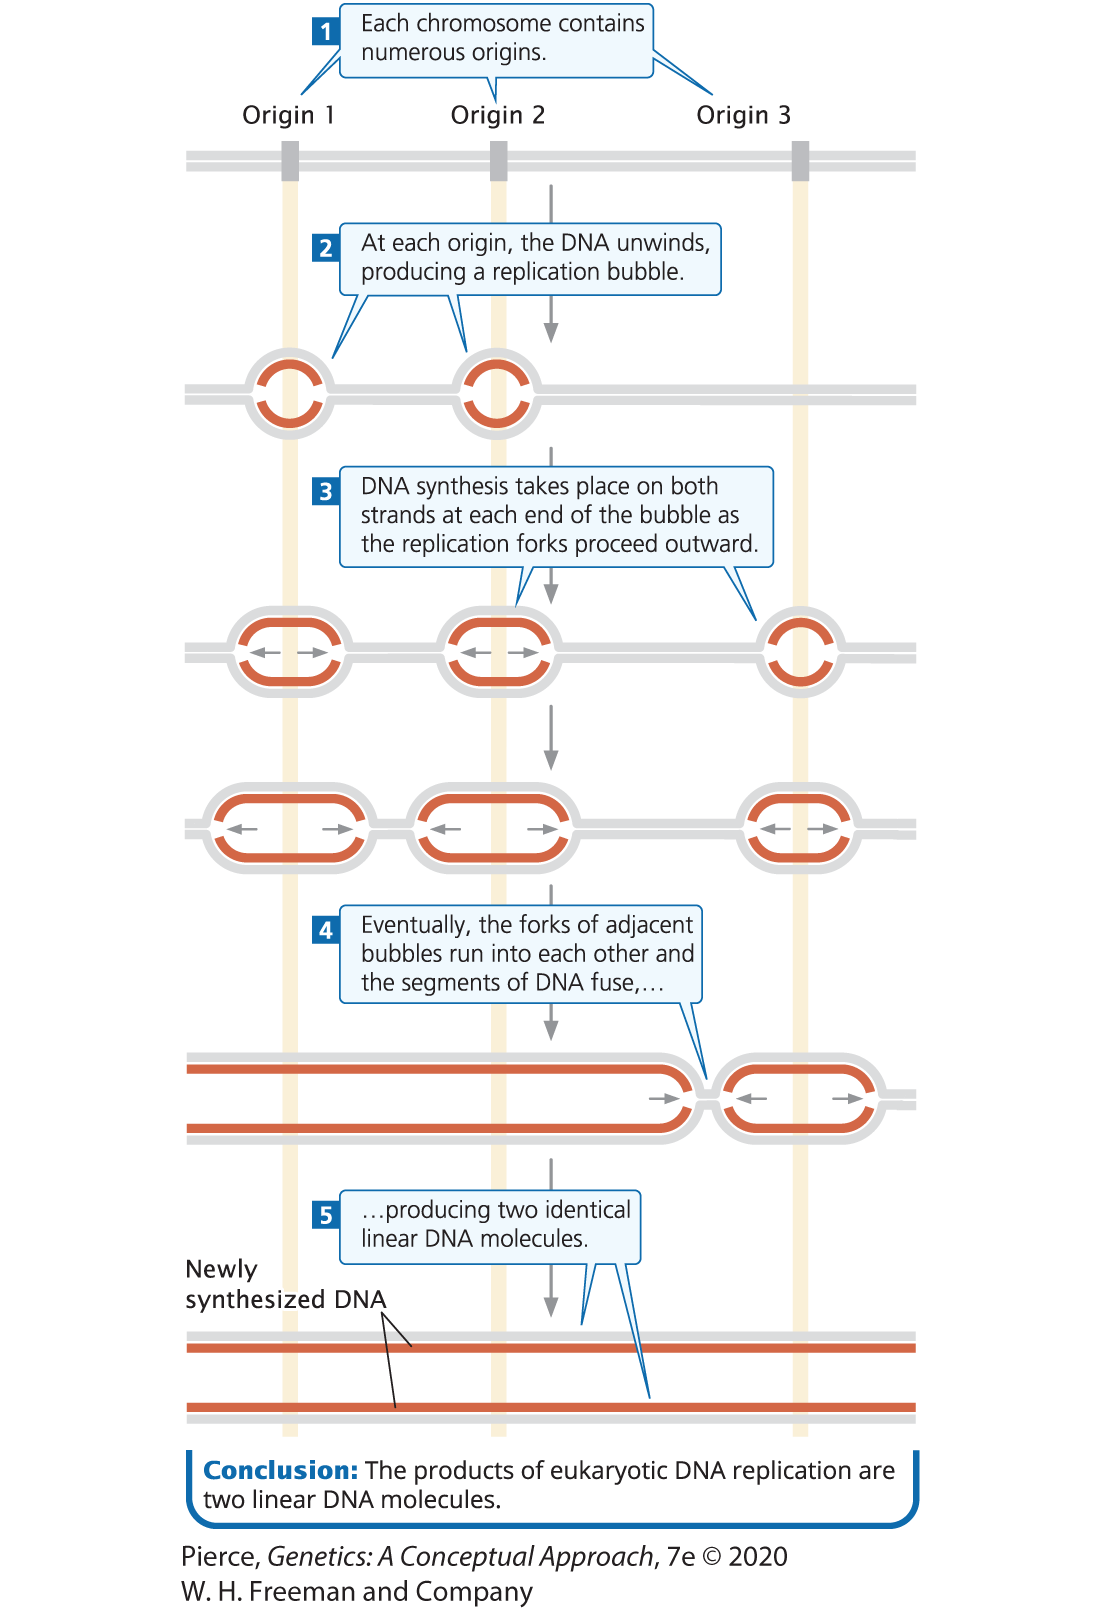 1
Each chromosome contains
numerous origins.
Origin 1
Origin 2
Origin 3
2
At each origin, the DNA unwinds,
producing a replication bubble.
3
DNA synthesis takes place on both
strands at each end of the bubble as
the replication forks proceed outward.
4
Eventually, the forks of adjacent
bubbles run into each other and
the segments of DNA fuse,…
5
…producing two identical
linear DNA molecules.
Newly
synthesized DNA
Conclusion: The products of eukaryotic DNA replication are
two linear DNA molecules.
Pierce, Genetics: A Conceptual Approach, 7e © 2020
W. H. Freeman and Company